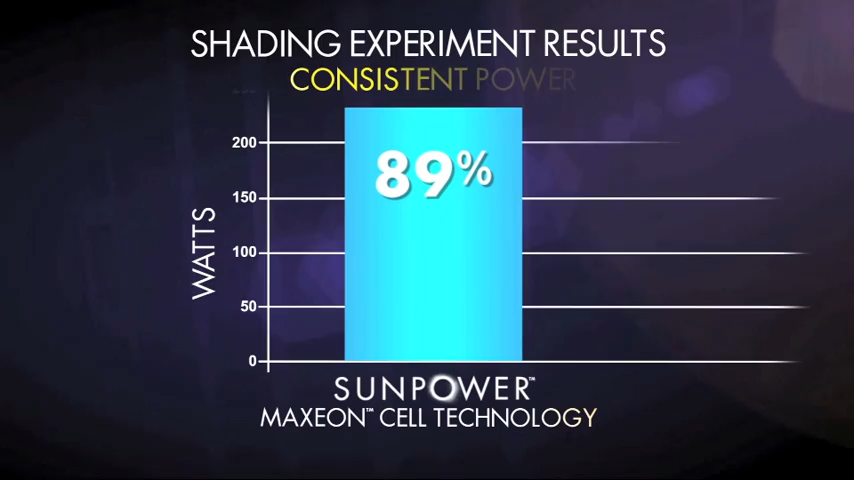 SHADING EXPERIMENT RESULTS
CONSISTENT POWER
200
89%
150
WATTS
100
50
0
SUNPOWER™
MAXEON™ CELL TECHNOLOGY